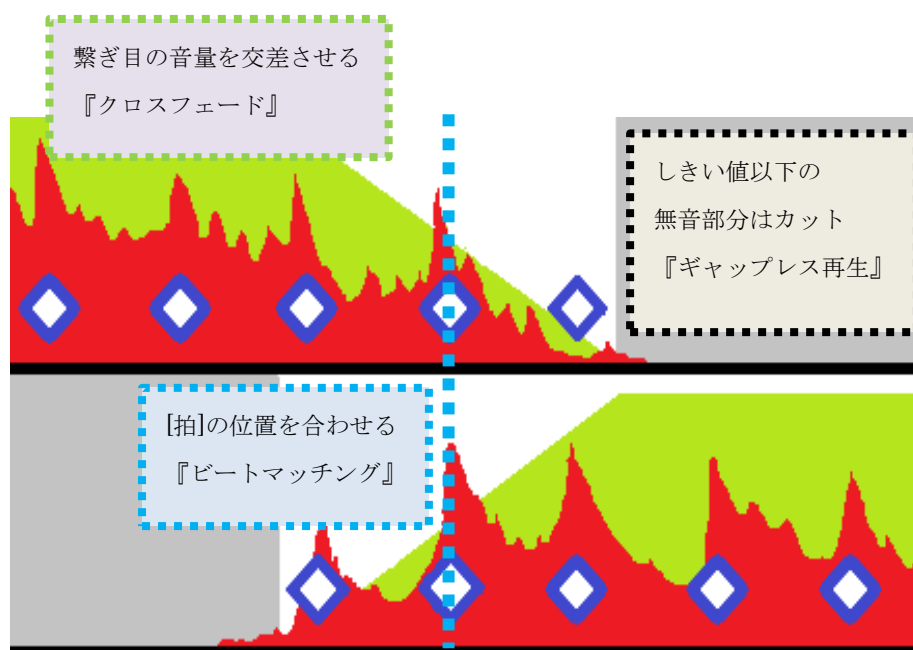 繋ぎ目の音量を交差させる
『クロスフェード』
しきい値以下の
無音部分はカット
『ギャップレス再生』
[拍]の位置を合わせる
『ビートマッチング』